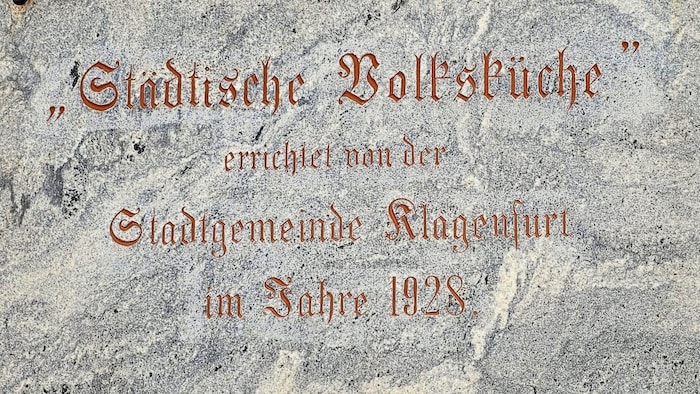 „Städtische Volksküche”
errichtet von der
Stadtgemeinde Klagenfurt
im Jahre 1928.